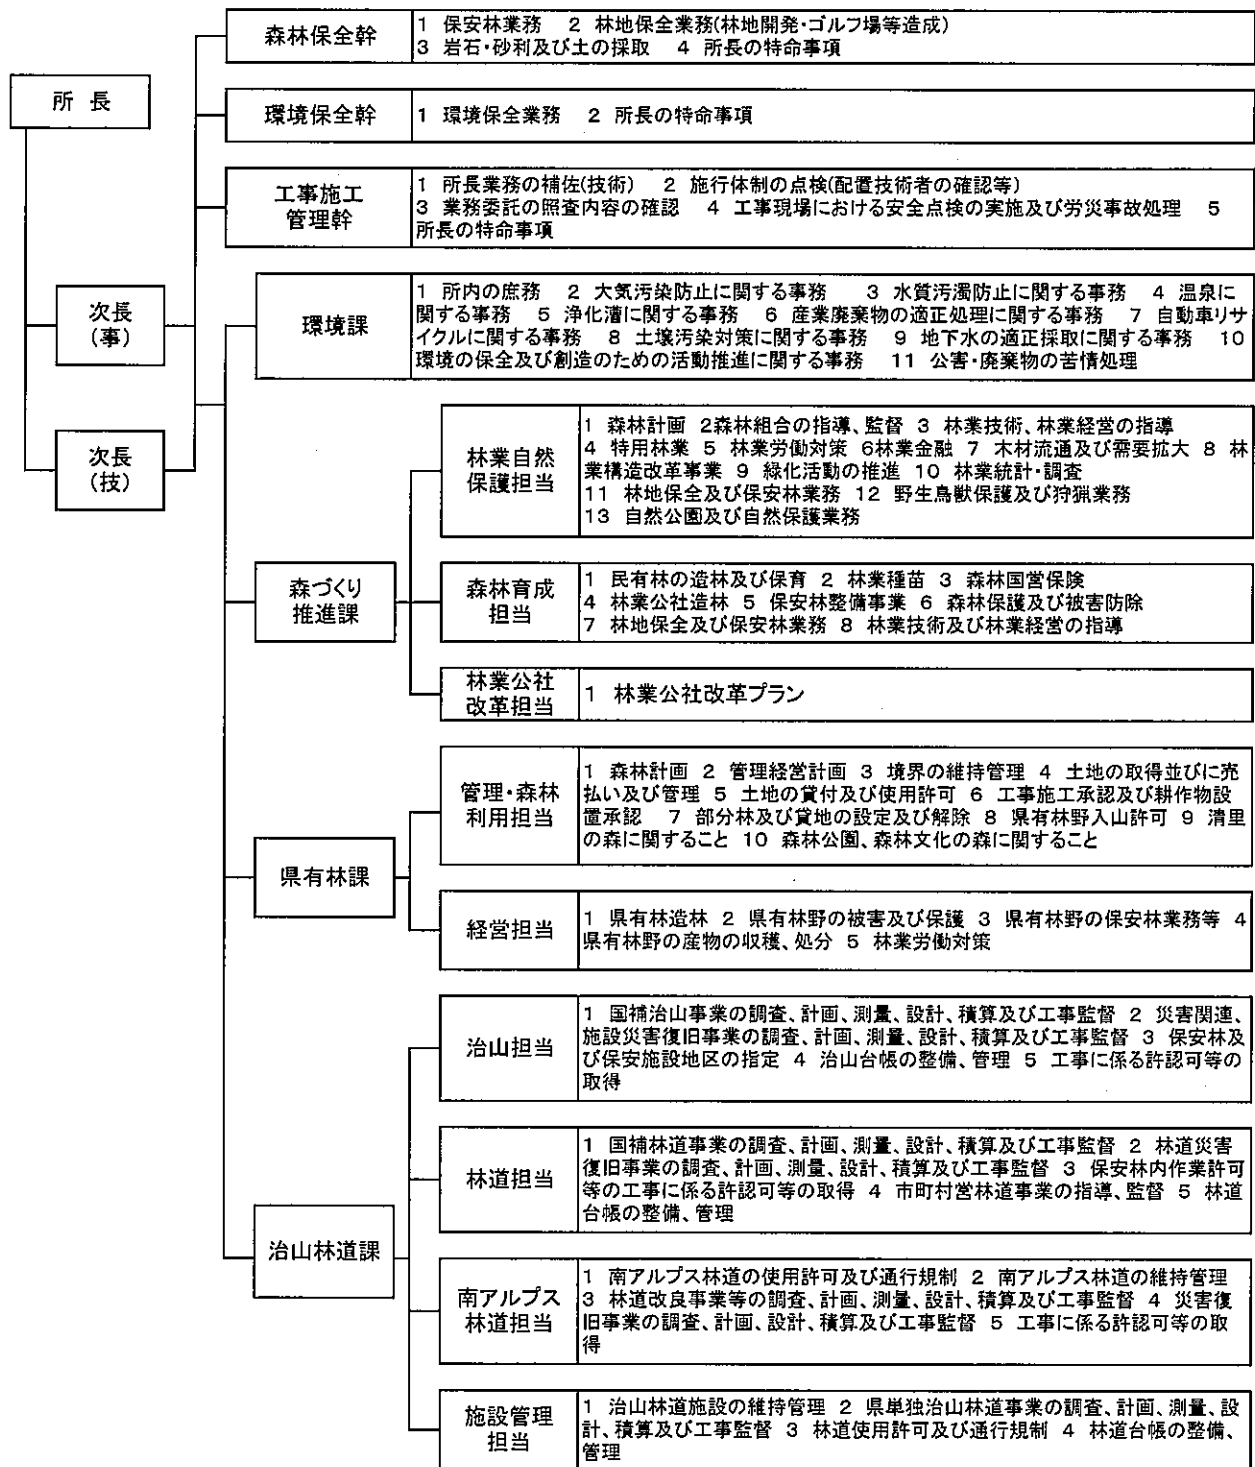 所 長
次長
(事)
次長
(技)
森林保全幹
1 保安林業務 2 林地保全業務(林地開発・ゴルフ場等造成)
3 岩石・砂利及び土の採取 4 所長の特命事項
環境保全幹
1 環境保全業務 2 所長の特命事項
工事施工
管理幹
1 所長業務の補佐(技術) 2 施行体制の点検(配置技術者の確認等)
3 業務委託の照査内容の確認 4 工事現場における安全点検の実施及び労災事故処理 5
所長の特命事項
環境課
1 所内の庶務 2 大気汚染防止に関する事務 3 水質汚濁防止に関する事務 4 温泉に
関する事務 5 浄化漕に関する事務 6 産業廃棄物の適正処理に関する事務 7 自動車リサ
イクルに関する事務 8 土壌汚染対策に関する事務 9 地下水の適正採取に関する事務 10
環境の保全及び創造のための活動推進に関する事務 11 公害・廃棄物の苦情処理
森づくり
推進課
林業自然
保護担当
1 森林計画 2森林組合の指導、監督 3 林業技術、林業経営の指導
4 特用林業 5 林業労働対策 6林業金融 7 木材流通及び需要拡大 8 林
業構造改革事業 9 緑化活動の推進 10 林業統計・調査
11 林地保全及び保安林業務 12 野生鳥獣保護及び狩猟業務
13 自然公園及び自然保護業務
森林育成
担当
1 民有林の造林及び保育 2 林業種苗 3 森林国営保険
4 林業公社造林 5 保安林整備事業 6 森林保護及び被害防除
7 林地保全及び保安林業務 8 林業技術及び林業経営の指導
林業公社
改革担当
1 林業公社改革プラン
県有林課
管理・森林
利用担当
1 森林計画 2 管理経営計画 3 境界の維持管理 4 土地の取得並びに売
払い及び管理 5 土地の貸付及び使用許可 6 工事施工承認及び耕作物設
置承認 7 部分林及び貸地の設定及び解除 8 県有林野入山許可 9 清里
の森に関すること 10 森林公園、森林文化の森に関すること
経営担当
1 県有林造林 2 県有林野の被害及び保護 3 県有林野の保安林業務等 4
県有林野の産物の収穫、処分 5 林業労働対策
治山林道課
治山担当
1 国補治山事業の調査、計画、測量、設計、積算及び工事監督 2 災害関連、
施設災害復旧事業の調査、計画、測量、設計、積算及び工事監督 3 保安林及
び保安施設地区の指定 4 治山台帳の整備、管理 5 工事に係る許認可等の
取得
林道担当
1 国補林道事業の調査、計画、測量、設計、積算及び工事監督 2 林道災害
復旧事業の調査、計画、測量、設計、積算及び工事監督 3 保安林内作業許可
等の工事に係る許認可等の取得 4 市町村営林道事業の指導、監督 5 林道
台帳の整備、管理
南アルプス
林道担当
1 南アルプス林道の使用許可及び通行規制 2 南アルプス林道の維持管理
3 林道改良事業等の調査、計画、測量、設計、積算及び工事監督 4 災害復
旧事業の調査、計画、設計、積算及び工事監督 5 工事に係る許認可等の取
得
施設管理
担当
1 治山林道施設の維持管理 2 県単独治山林道事業の調査、計画、測量、設
計、積算及び工事監督 3 林道使用許可及び通行規制 4 林道台帳の整備、
管理